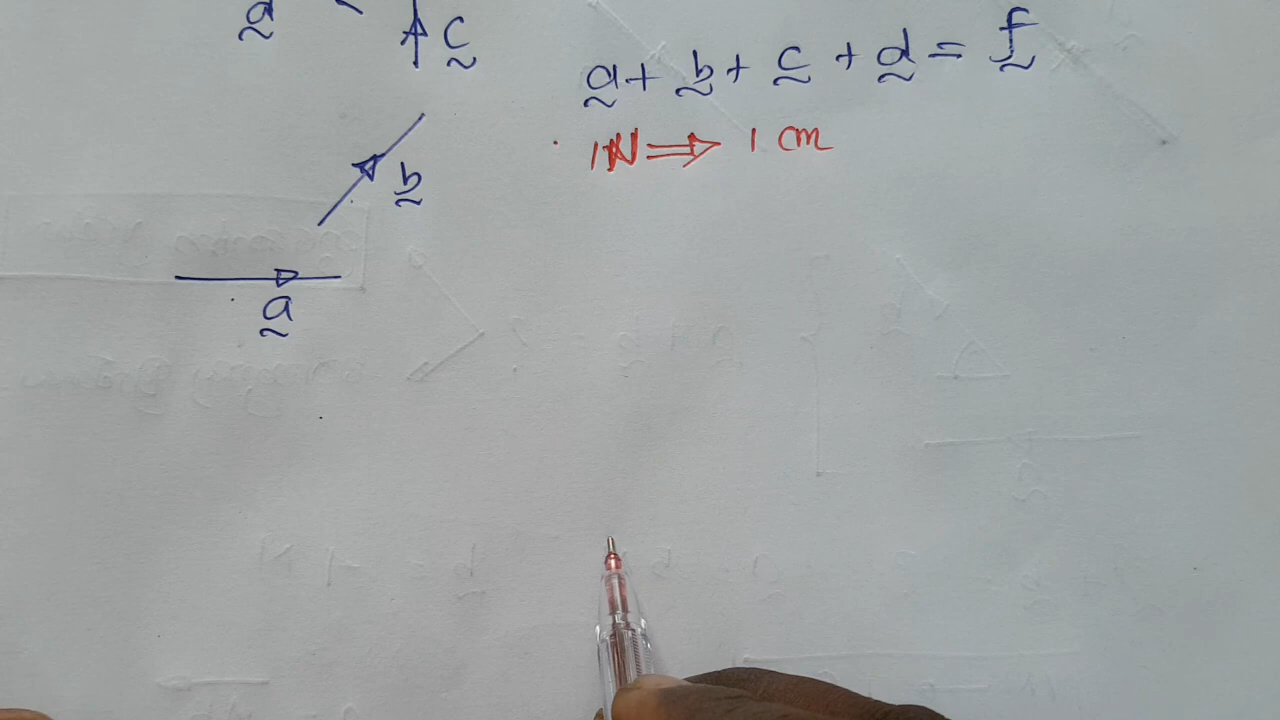 a
c
a + b + c + d = f
1N ⇒ 1 cm
b
a